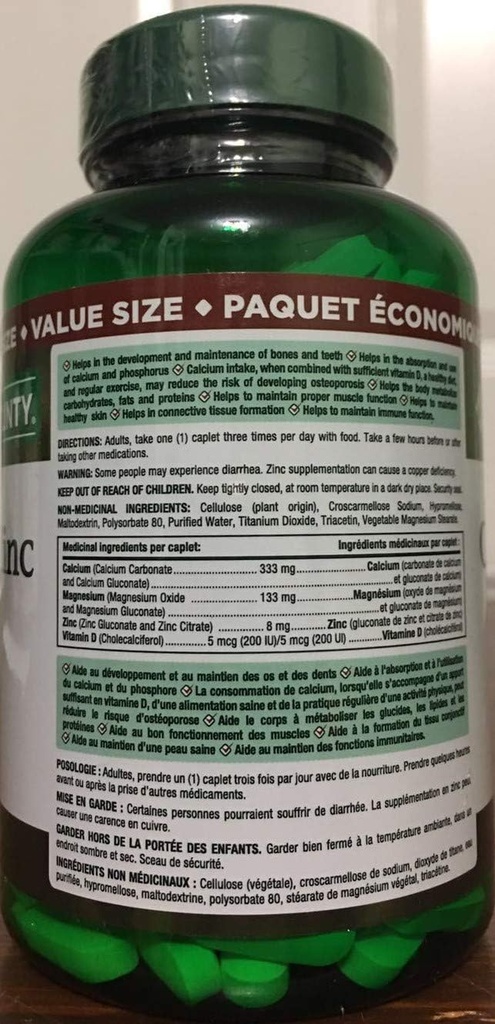 ZE ♦ VALUE SIZE ♦ PAQUET ÉCONOMIQ
NTY.
inc
Helps in the development and maintenance of bones and teeth Helps in the absorption and use
of calcium and phosphorus Calcium intake, when combined with sufficient vitamin D, a healthy diet,
and regular exercise, may reduce the risk of developing osteoporosis Helps the body metabolize
carbohydrates, fats and proteins Helps to maintain proper muscle function Helps to maintain
healthy skin Helps in connective tissue formation Helps to maintain immune function.
DIRECTIONS: Adults, take one (1) caplet three times per day with food. Take a few hours before or after
taking other medications.
WARNING: Some people may experience diarrhea. Zinc supplementation can cause a copper deficiency.
KEEP OUT OF REACH OF CHILDREN. Keep tightly closed, at room temperature in a dark dry place. Security seal.
NON-MEDICINAL INGREDIENTS: Cellulose (plant origin), Croscarmellose Sodium, Hypromellose,
Maltodextrin, Polysorbate 80, Purified Water, Titanium Dioxide, Triacetin, Vegetable Magnesium Stearate.
Medicinal ingredients per caplet: Ingrédients médicinaux par caplet:
Calcium (Calcium Carbonate.....333 mg.....Calcium (carbonate de calcium
and Calcium Gluconate).....et gluconate de calcium)
Magnesium (Magnesium Oxide.....133 mg.....Magnésium (oxyde de magnésium
and Magnesium Gluconate).....et gluconate de magnésium)
Zinc (Zinc Gluconate and Zinc Citrate).....8 mg.....Zinc (gluconate de zinc et citrate de zinc)
Vitamin D (Cholecalciferol).....5 mcg (200 IU)/5 mcg (200 UI).....Vitamine D (cholécalciférol)
Aide au développement et au maintien des os et des dents Aide à l'absorption et à l'utilisation
du calcium et du phosphore La consommation de calcium, lorsqu'elle s'accompagne d'un apport
suffisant en vitamine D, d'une alimentation saine et de la pratique régulière d'une activité physique, peut
réduire le risque d'ostéoporose Aide le corps à métaboliser les glucides, les lipides et les
protéines Aide au bon fonctionnement des muscles Aide à la formation du tissu conjonctif
Aide au maintien d'une peau saine Aide au maintien des fonctions immunitaires.
POSOLOGIE : Adultes, prendre un (1) caplet trois fois par jour avec de la nourriture. Prendre quelques heures
avant ou après la prise d'autres médicaments.
MISE EN GARDE : Certaines personnes pourraient souffrir de diarrhée. La supplémentation en zinc peut
causer une carence en cuivre.
GARDER HORS DE LA PORTÉE DES ENFANTS. Garder bien fermé à la température ambiante, dans un
endroit sombre et sec. Sceau de sécurité.
INGRÉDIENTS NON MÉDICINAUX : Cellulose (végétale), croscarmellose de sodium, dioxyde de titane, eau
purifiée, hypromellose, maltodextrine, polysorbate 80, stéarate de magnésium végétal, triacétine.